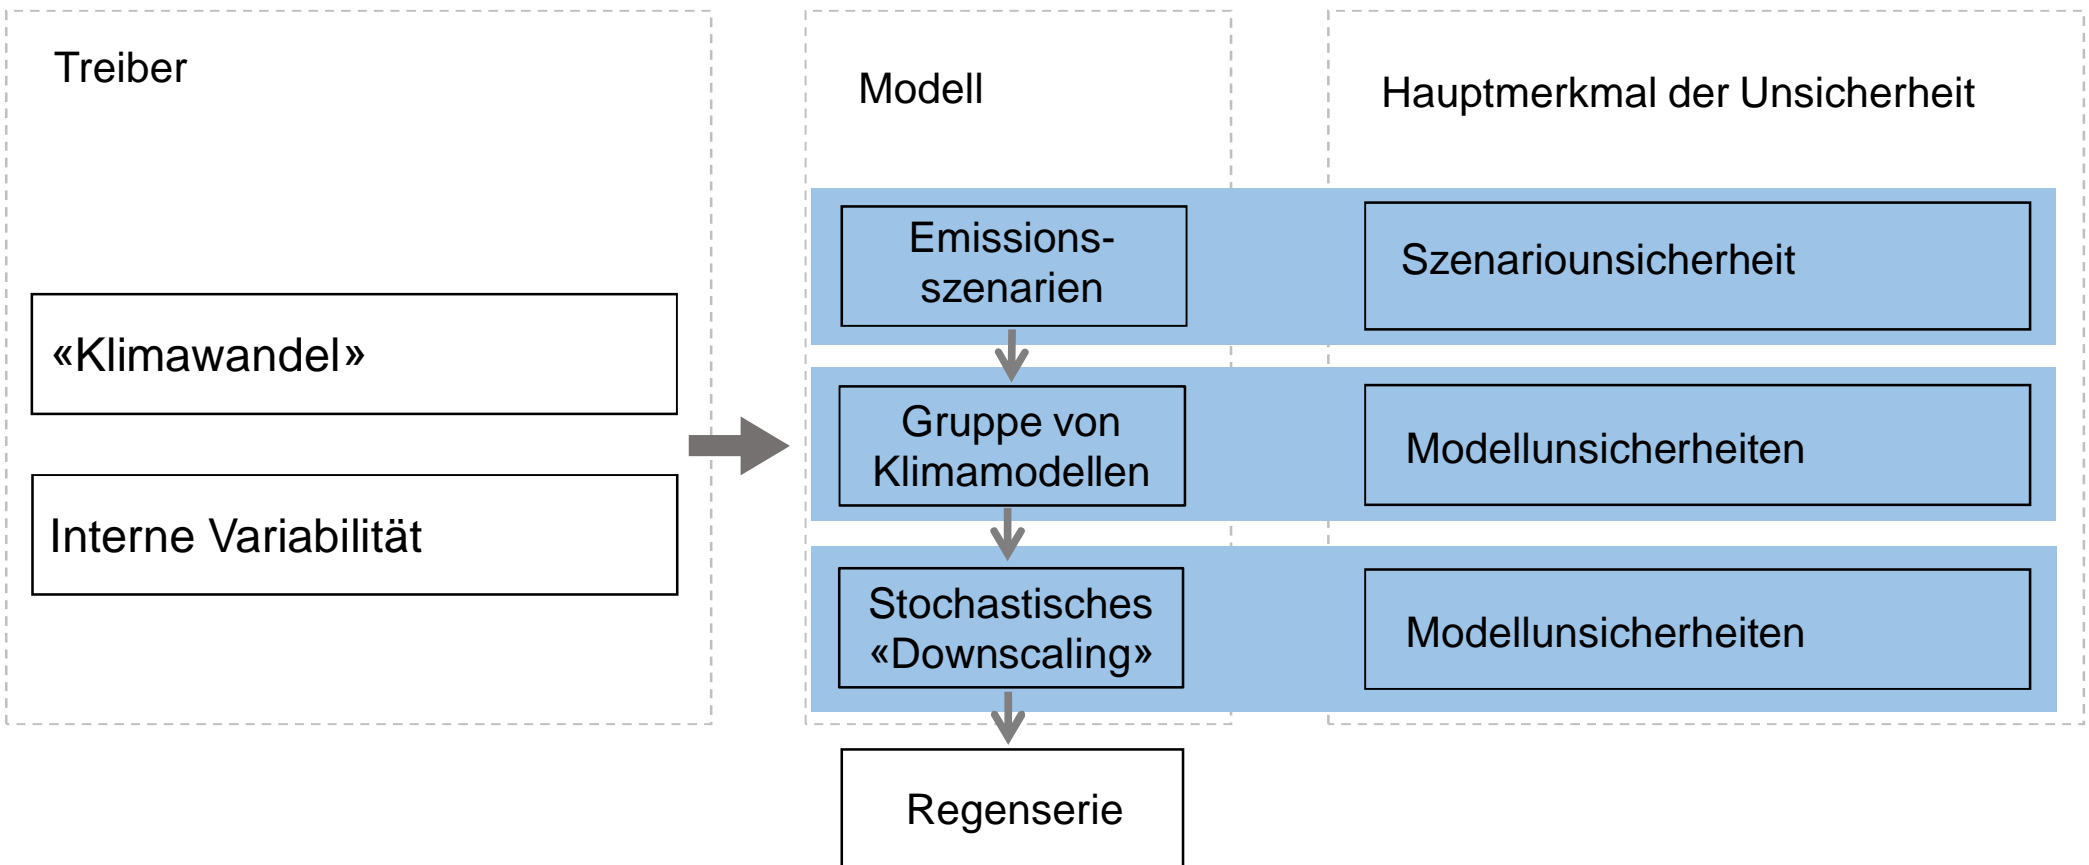 Treiber
«Klimawandel»
Interne Variabilität
Modell
Hauptmerkmal der Unsicherheit
Emissions-
szenarien
Szenariounsicherheit
Gruppe von
Klimamodellen
Modellunsicherheiten
Stochastisches
«Downscaling»
Modellunsicherheiten
Regenserie